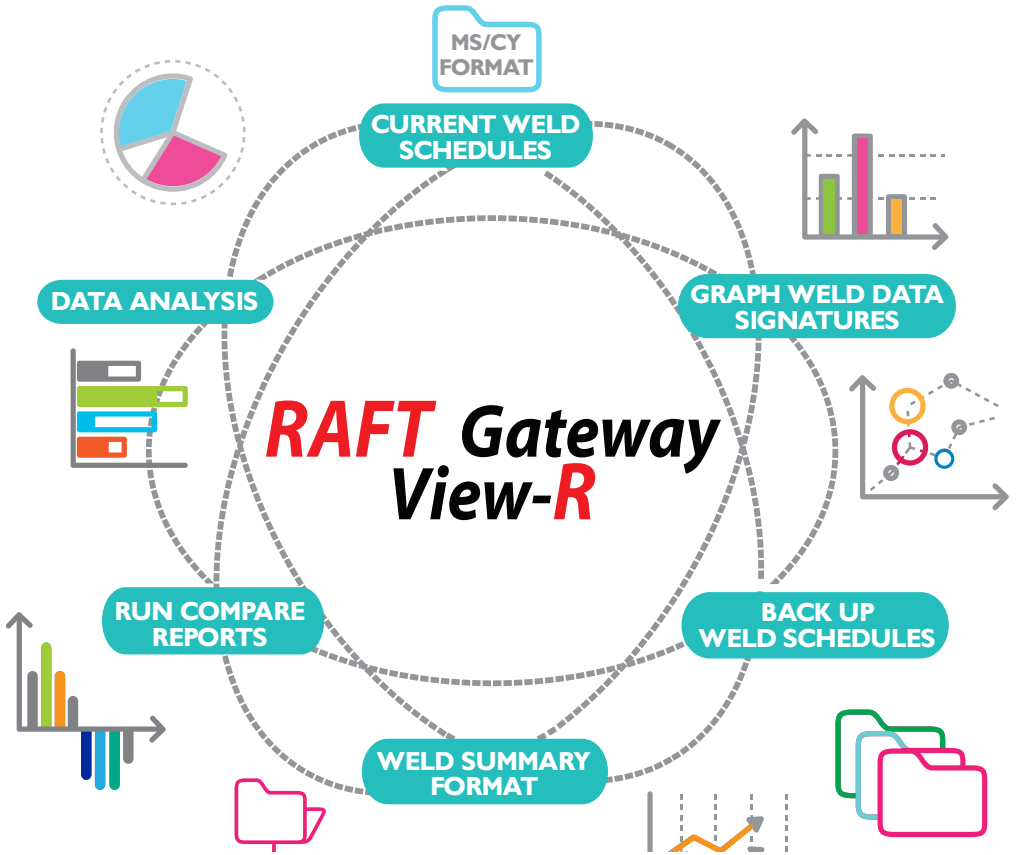 MS/CY
FORMAT
CURRENT WELD
SCHEDULES
DATA ANALYSIS
GRAPH WELD DATA
SIGNATURES
RAFT Gateway
View-R
RUN COMPARE
REPORTS
BACK UP
WELD SCHEDULES
WELD SUMMARY
FORMAT